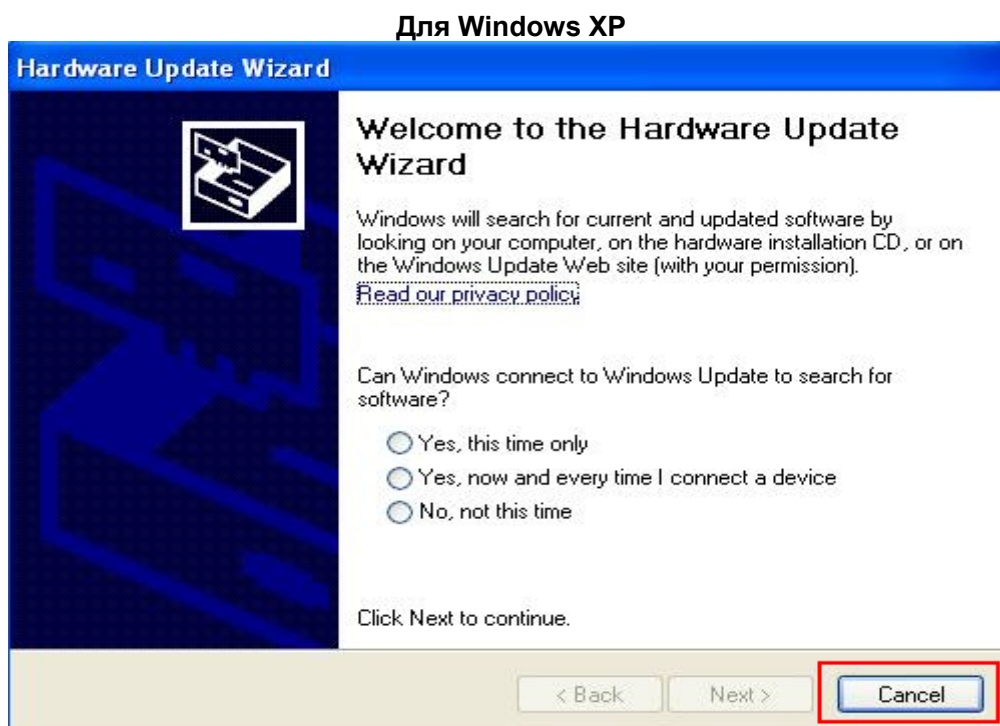 Для Windows XP
Hardware Update Wizard
Welcome to the Hardware Update
Wizard
Windows will search for current and updated software by
looking on your computer, on the hardware installation CD, or on
the Windows Update Web site (with your permission).
Read our privacy policy
Can Windows connect to Windows Update to search for
software?
Yes, this time only
Yes, now and every time I connect a device
No, not this time
Click Next to continue.
< Back Next > Cancel